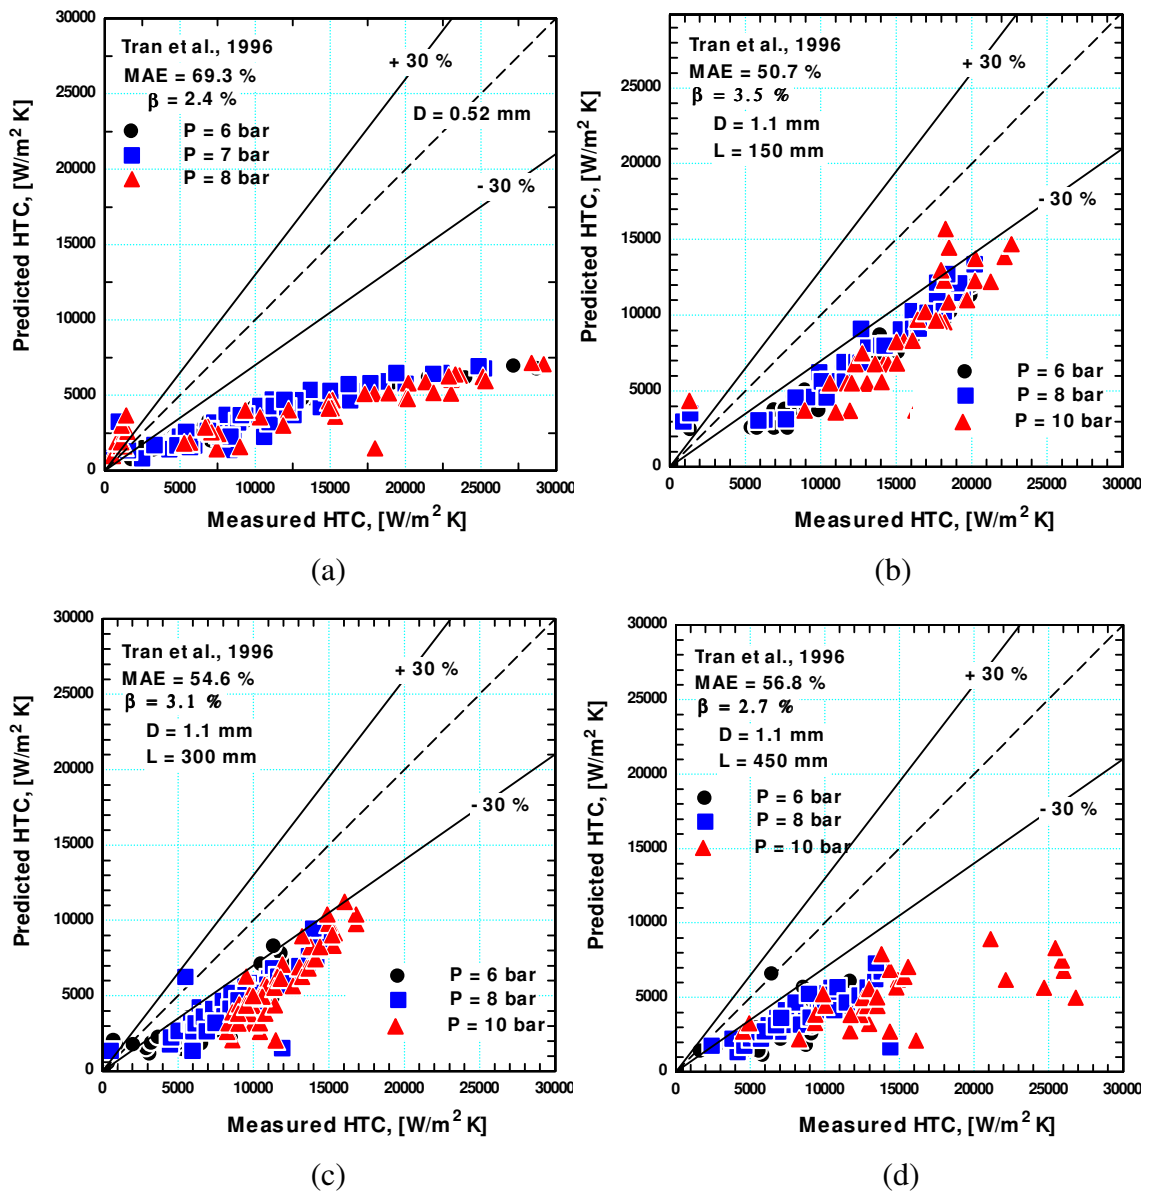 30000
25000
20000
15000
10000
5000
0
0
5000
10000
15000
20000
25000
30000
Predicted HTC, [W/m² K]
Measured HTC, [W/m² K]
Tran et al., 1996
MAE = 69.3 %
β = 2.4 %
P = 6 bar
P = 7 bar
P = 8 bar
+ 30 %
D = 0.52 mm
- 30 %
(a)
30000
25000
20000
15000
10000
5000
0
0
5000
10000
15000
20000
25000
30000
Predicted HTC, [W/m² K]
Measured HTC, [W/m² K]
Tran et al., 1996
MAE = 50.7 %
β = 3.5 %
D = 1.1 mm
L = 150 mm
+ 30 %
- 30 %
P = 6 bar
P = 8 bar
P = 10 bar
(b)
30000
25000
20000
15000
10000
5000
0
0
5000
10000
15000
20000
25000
30000
Predicted HTC, [W/m² K]
Measured HTC, [W/m² K]
Tran et al., 1996
MAE = 54.6 %
β = 3.1 %
D = 1.1 mm
L = 300 mm
+ 30 %
- 30 %
P = 6 bar
P = 8 bar
P = 10 bar
(c)
30000
25000
20000
15000
10000
5000
0
0
5000
10000
15000
20000
25000
30000
Predicted HTC, [W/m² K]
Measured HTC, [W/m² K]
Tran et al., 1996
MAE = 56.8 %
β = 2.7 %
D = 1.1 mm
L = 450 mm
P = 6 bar
P = 8 bar
P = 10 bar
+ 30 %
- 30 %
(d)